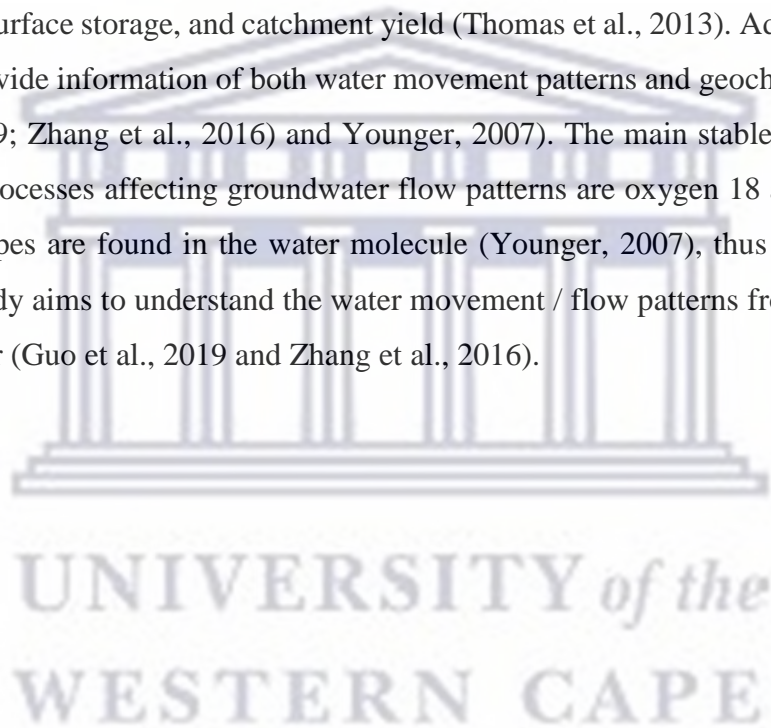 urface storage, and catchment yield (Thomas et al., 2013). Ad
vide information of both water movement patterns and geoch
9; Zhang et al., 2016) and Younger, 2007). The main stable
ocesses affecting groundwater flow patterns are oxygen 18
pes are found in the water molecule (Younger, 2007), thus
dy aims to understand the water movement / flow patterns fro
r (Guo et al., 2019 and Zhang et al., 2016).
UNIVERSITY of the
WESTERN CAPE